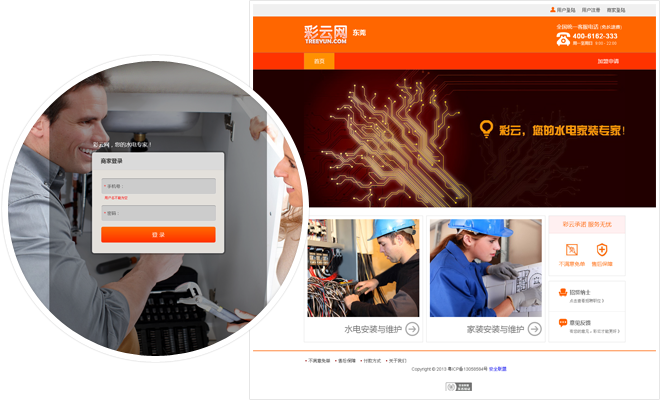 用户登陆 用户注册 商家登陆
彩云网
TREEYUN.COM
东莞
全国统一客服电话 (免长途费)
400-6162-333
周一至周日 8:00 - 22:00
首页
加盟申请
彩云，您的水电家装专家！
彩云网，您的水电专家！
商家登录
* 手机号：
用户名不能为空
* 密码：
登 录
水电安装与维护
家装安装与维护
彩云承诺 服务无忧
不满意免单 售后保障
招贤纳士
意见反馈
• 不满意免单 • 售后保障 • 付款方式 • 关于我们
Copyright © 2013 粤ICP备13058694号 安全联盟